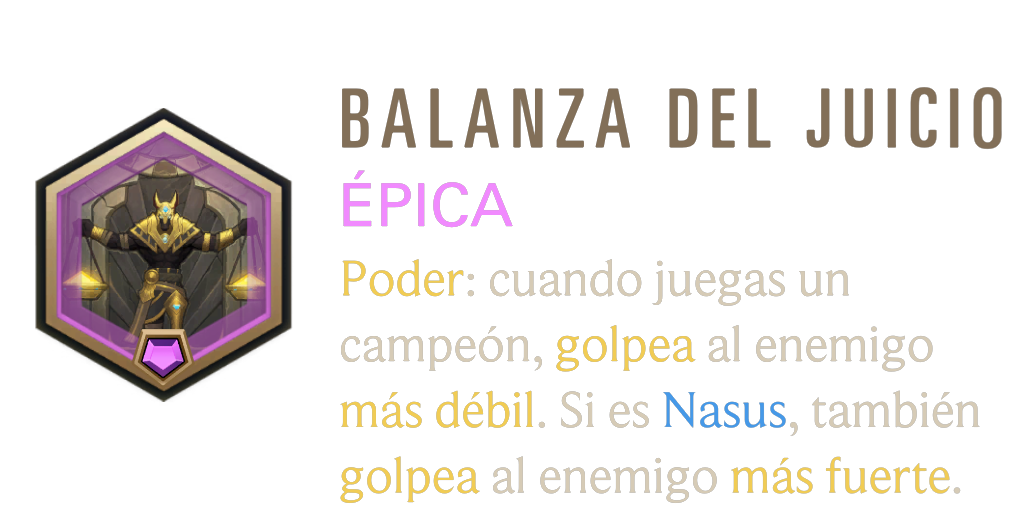 BALANZA DEL JUICIO
ÉPICA
Poder: cuando juegas un
campeón, golpea al enemigo
más débil. Si es Nasus, también
golpea al enemigo más fuerte.